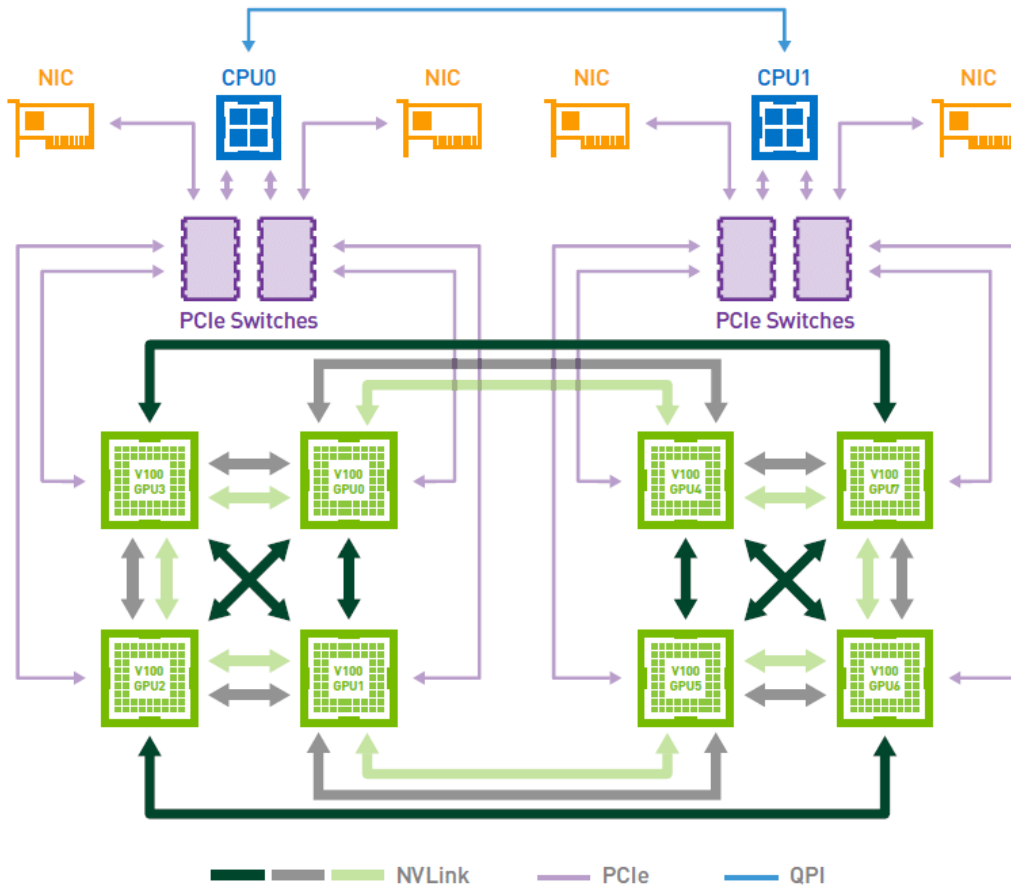 CPU0
CPU1
NIC
NIC
NIC
NIC
PCIe Switches
PCIe Switches
V100
GPU3
V100
GPU0
V100
GPU4
V100
GPU7
V100
GPU2
V100
GPU1
V100
GPU5
V100
GPU6
NVLink
PCIe
QPI